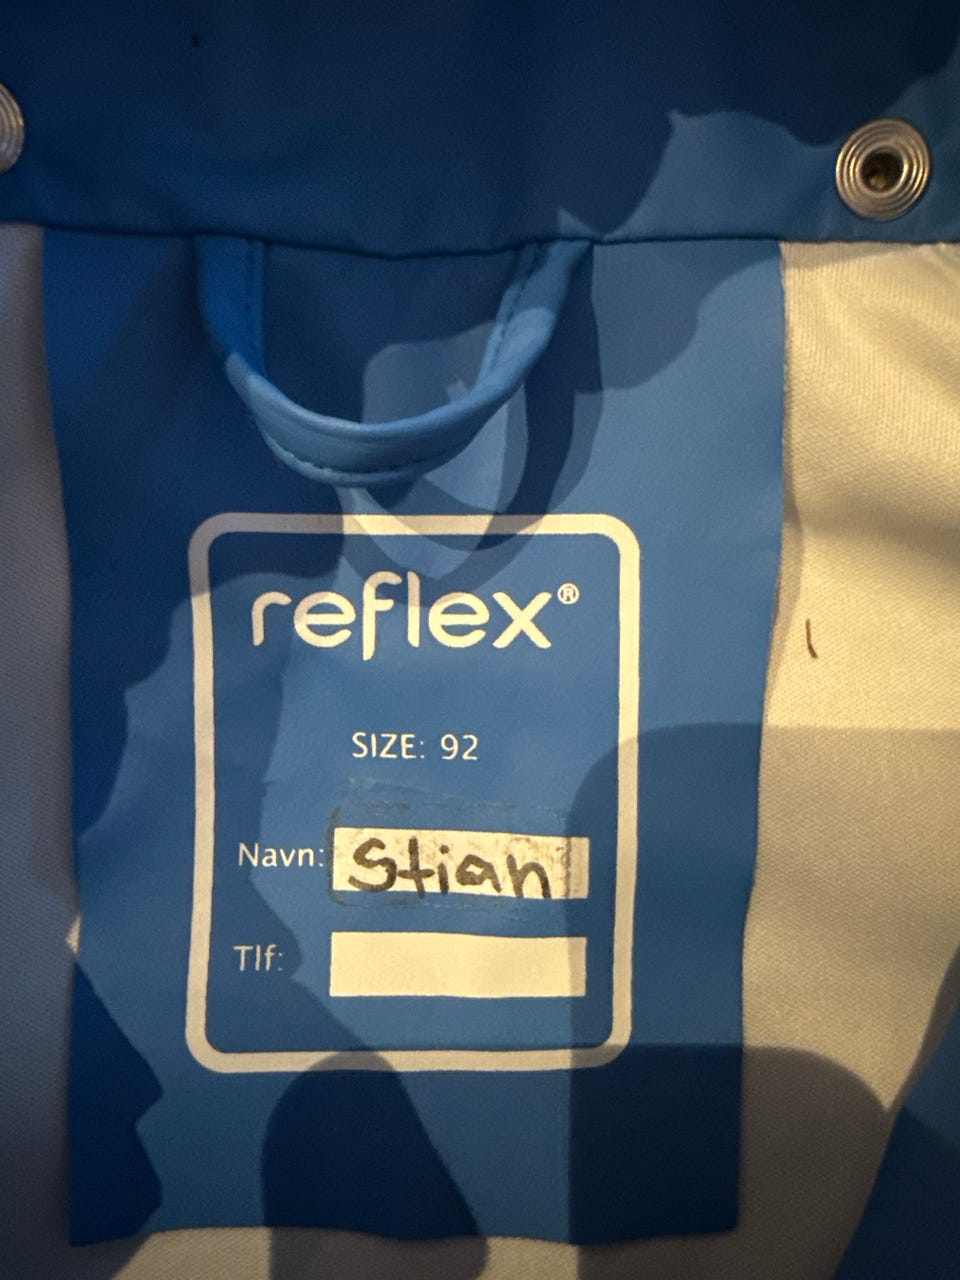 reflex®
SIZE: 92
Navn: Stian
Tlf: